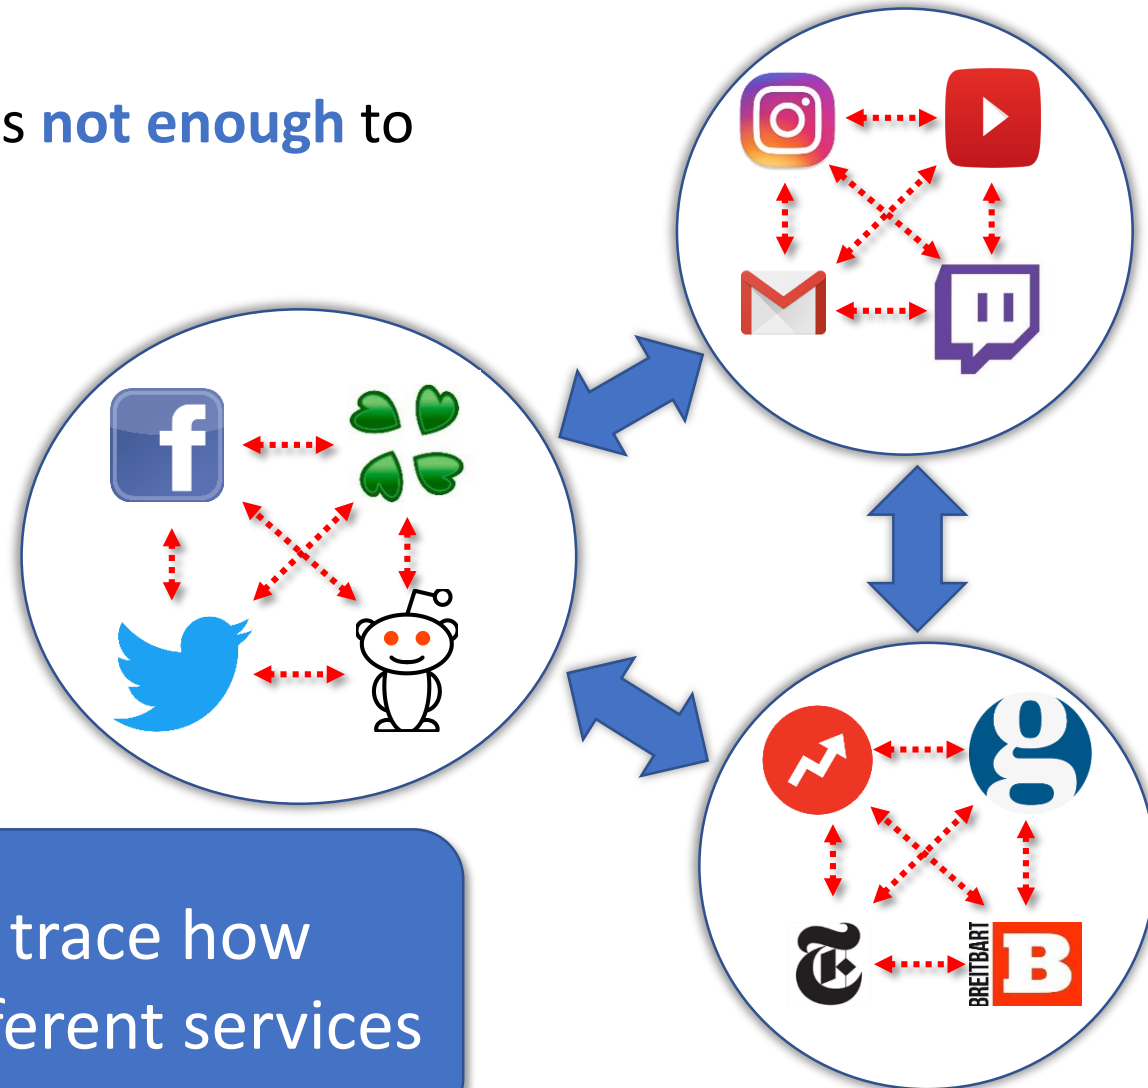 s not enough to
trace how
ferent services
BREITBART
B